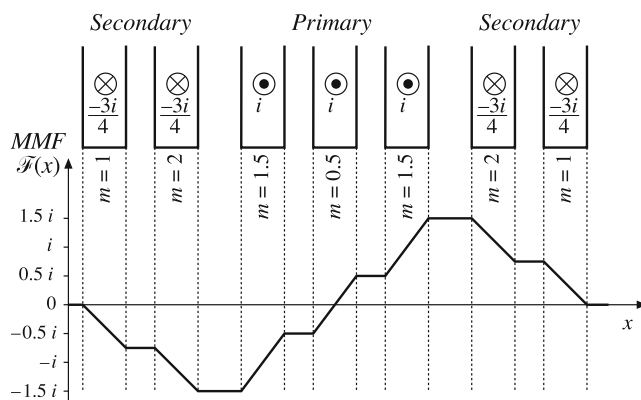 Secondary Primary Secondary
−3i/4 −3i/4 i i i −3i/4 −3i/4
MMF
ℱ(x)
m = 1 m = 2 m = 1.5 m = 0.5 m = 1.5 m = 2 m = 1
1.5 i
i
0.5 i
0
x
−0.5 i
−i
−1.5 i